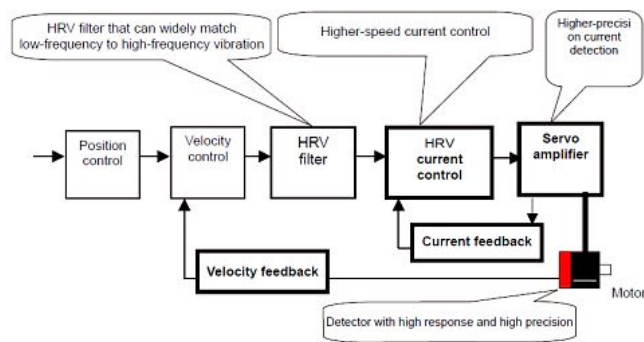 HRV filter that can widely match
low-frequency to high-frequency vibration
Higher-speed current control
Higher-precisi
on current
detection
Position
control
Velocity
control
HRV
filter
HRV
current
control
Servo
amplifier
Current feedback
Velocity feedback
Motor
Detector with high response and high precision